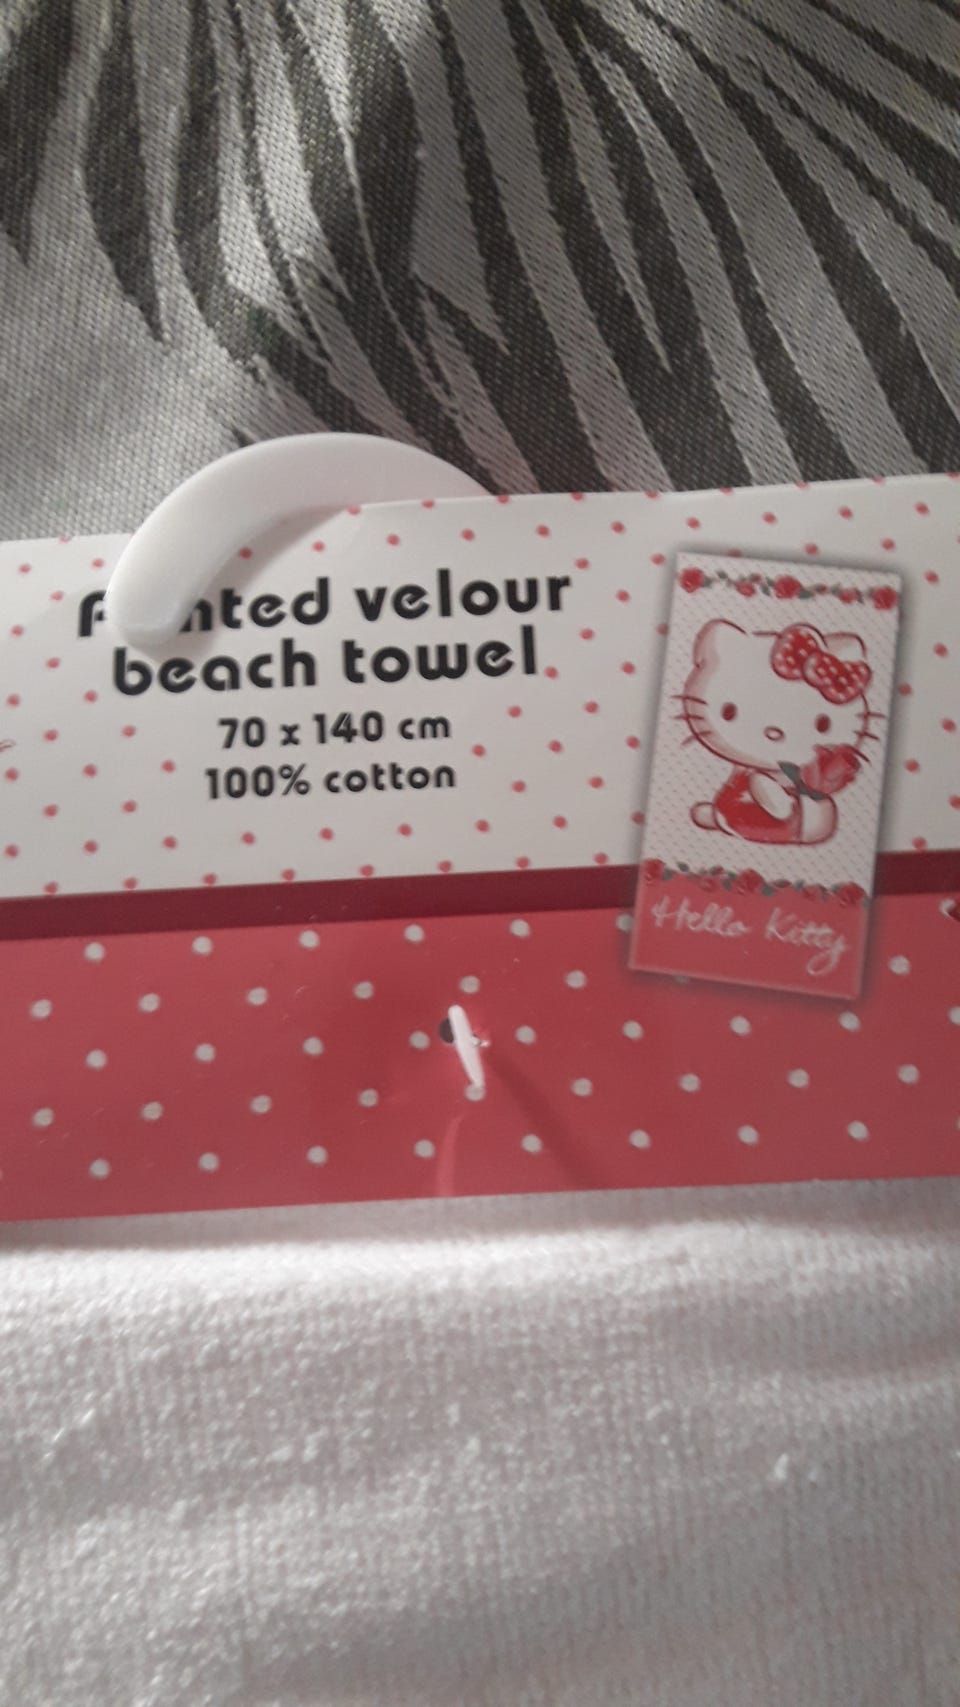 velour
beach towel
70 x 140 cm
100% cotton
Hello Kitty